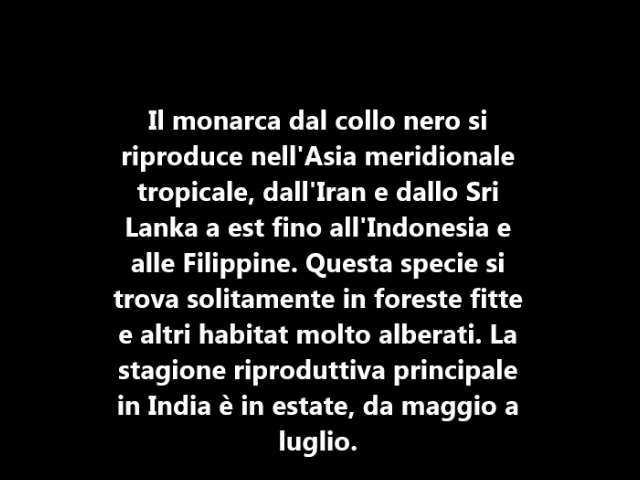 Il monarca dal collo nero si
riproduce nell'Asia meridionale
tropicale, dall'Iran e dallo Sri
Lanka a est fino all'Indonesia e
alle Filippine. Questa specie si
trova solitamente in foreste fitte
e altri habitat molto alberati. La
stagione riproduttiva principale
in India è in estate, da maggio a
luglio.